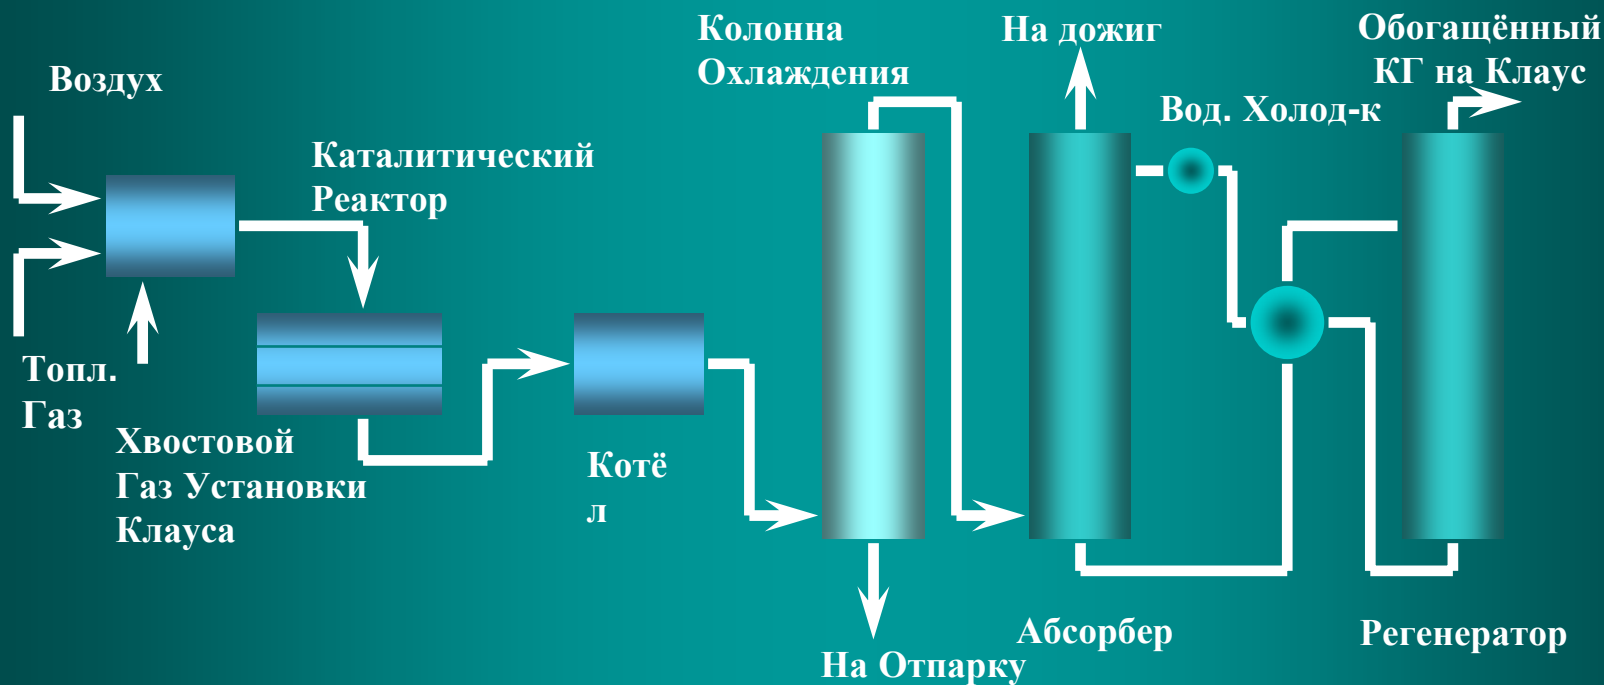 Воздух
Топл.
Газ
Хвостовой
Газ Установки
Клауса
Каталитический
Реактор
Котё
л
Колонна
Охлаждения
На Отпарку
На дожиг
Абсорбер
Вод. Холод-к
Обогащённый
КГ на Клаус
Регенератор